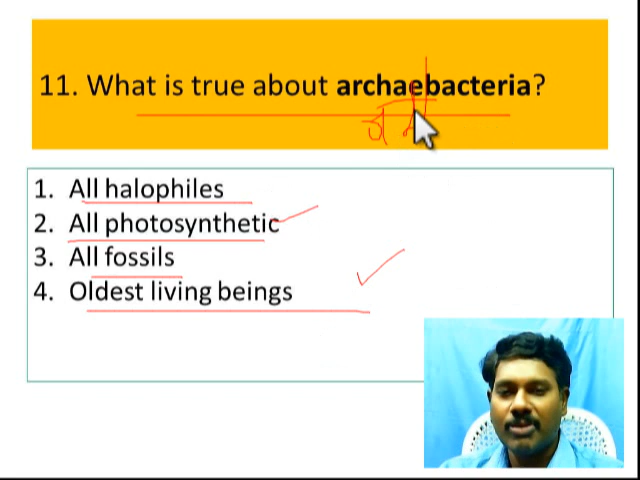 11. What is true about archaebacteria?
1. All halophiles
2. All photosynthetic
3. All fossils
4. Oldest living beings